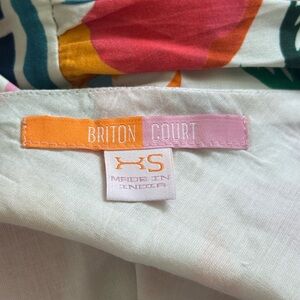 BRITON COURT
XS
MADE IN
INDIA